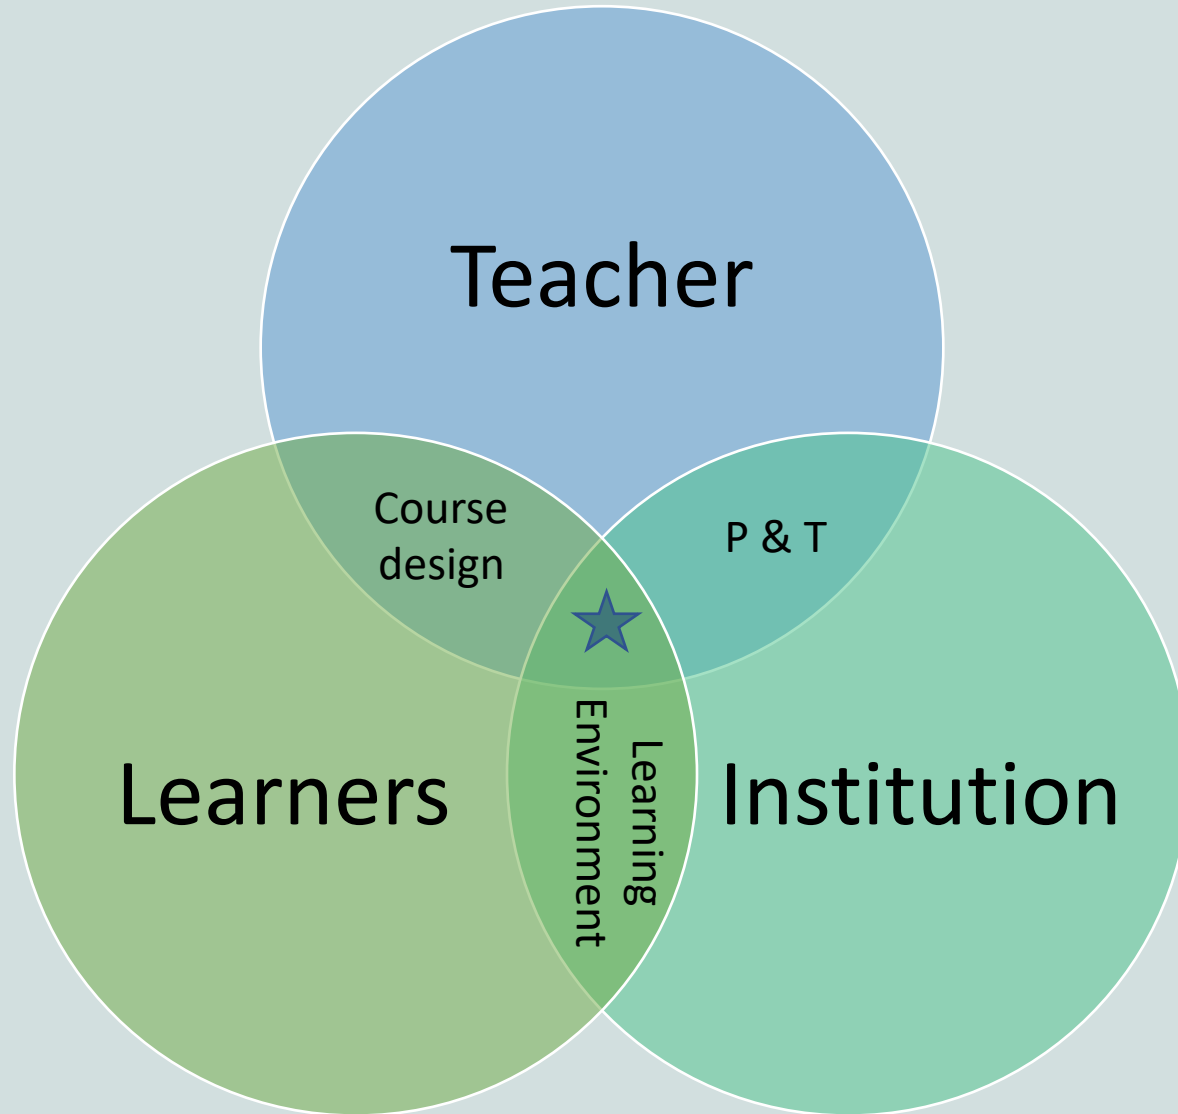 Teacher
Course
design
P & T
Learners
Learning
Environment
Institution